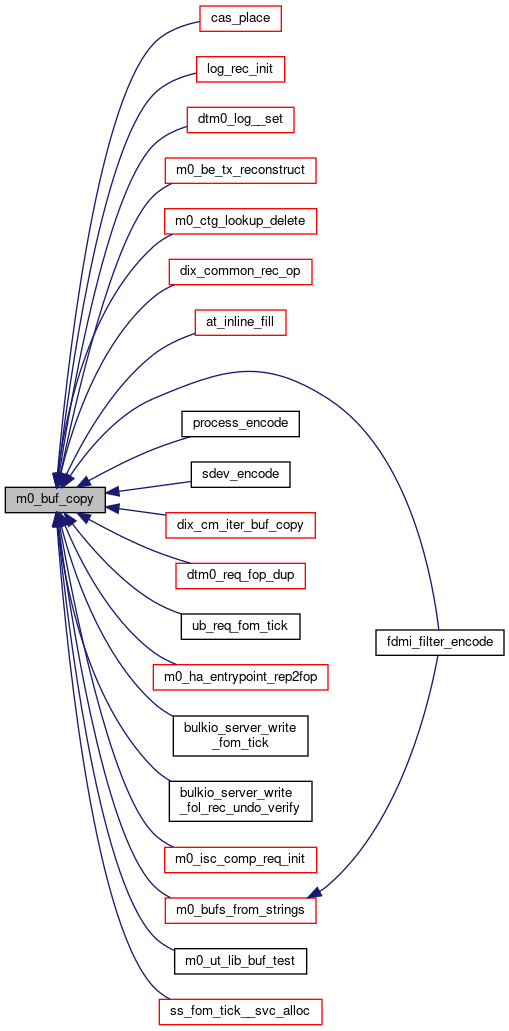 cas_place
log_rec_init
dtm0_log__set
m0_be_tx_reconstruct
m0_ctg_lookup_delete
dix_common_rec_op
at_inline_fill
process_encode
sdev_encode
m0_buf_copy
dix_cm_iter_buf_copy
dtm0_req_fop_dup
ub_req_fom_tick
fdmi_filter_encode
m0_ha_entrypoint_rep2fop
bulkio_server_write
_fom_tick
bulkio_server_write
_fol_rec_undo_verify
m0_isc_comp_req_init
m0_bufs_from_strings
m0_ut_lib_buf_test
ss_fom_tick__svc_alloc